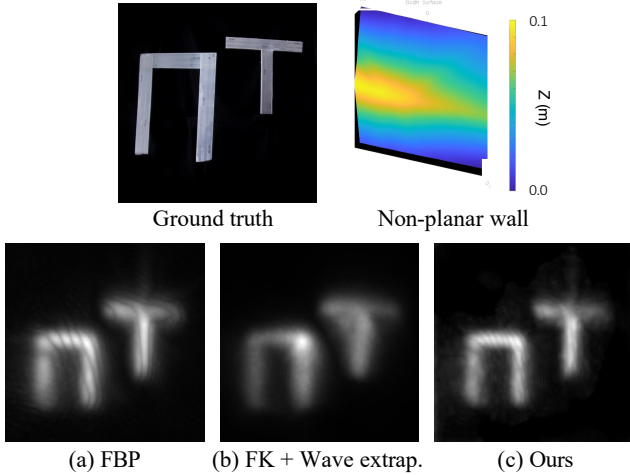 0.1
Z (m)
0.0
Ground truth
Non-planar wall
(a) FBP
(b) FK + Wave extrap.
(c) Ours